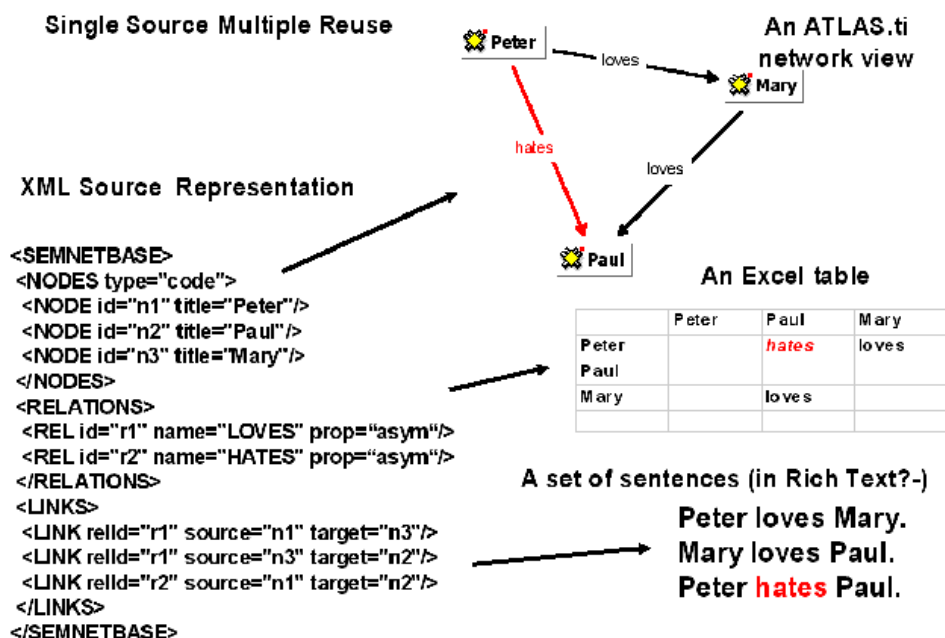 Single Source Multiple Reuse
An ATLAS.ti
network view
Peter
loves
Mary
hates
loves
Paul
XML Source Representation
<SEMNETBASE>
<NODES type="code">
<NODE id="n1" title="Peter"/>
<NODE id="n2" title="Paul"/>
<NODE id="n3" title="Mary"/>
</NODES>
<RELATIONS>
<REL id="r1" name="LOVES" prop=“asym“/>
<REL id="r2" name="HATES" prop=“asym“/>
</RELATIONS>
<LINKS>
<LINK relId="r1" source="n1" target="n3"/>
<LINK relId="r1" source="n3" target="n2"/>
<LINK relId="r2" source="n1" target="n2"/>
</LINKS>
</SEMNETBASE>
An Excel table
Peter Paul Mary
Peter hates loves
Paul
Mary loves
A set of sentences (in Rich Text?-)
Peter loves Mary.
Mary loves Paul.
Peter hates Paul.